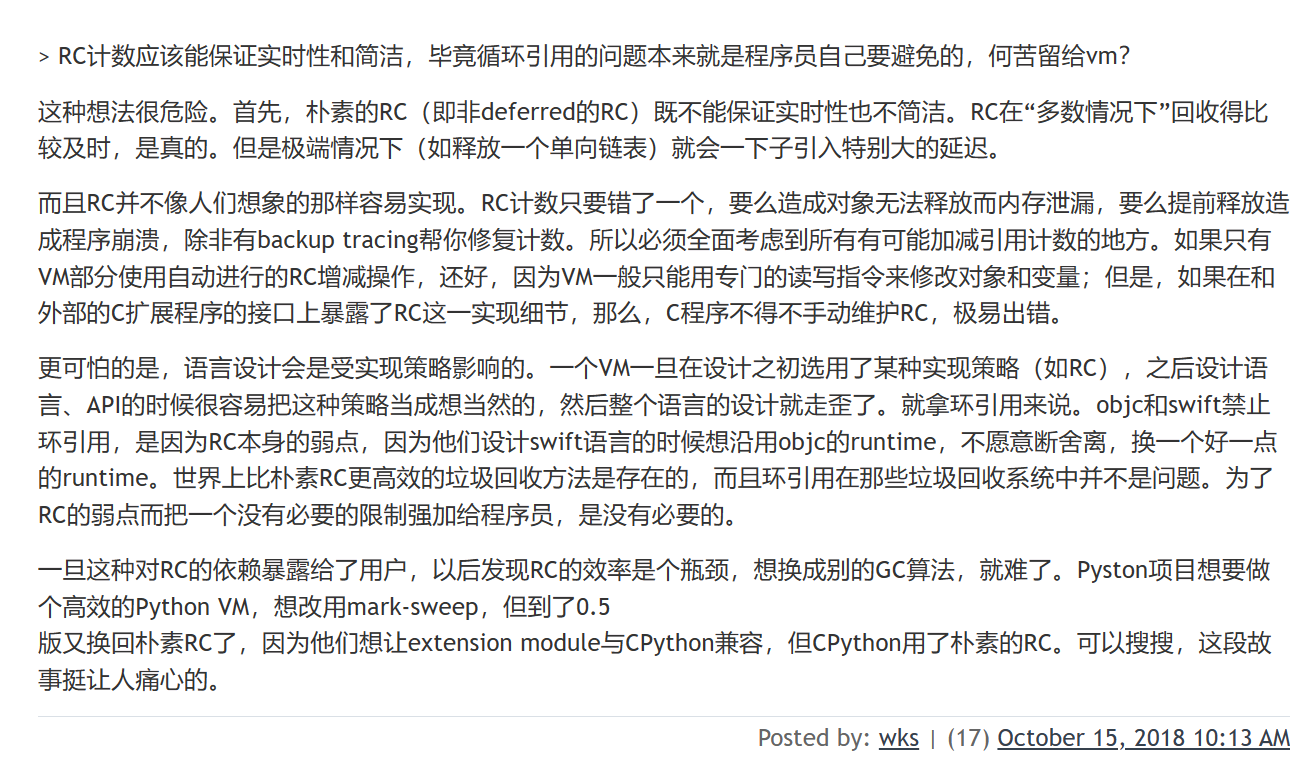 > RC计数应该能保证实时性和简洁，毕竟循环引用的问题本来就是程序员自己要避免的，何苦留给vm？
这种想法很危险。首先，朴素的RC（即非deferred的RC）既不能保证实时性也不简洁。RC在“多数情况下”回收得比
较及时，是真的。但是极端情况下（如释放一个单向链表）就会一下子引入特别大的延迟。
而且RC并不像人们想象的那样容易实现。RC计数只要错了一个，要么造成对象无法释放而内存泄漏，要么提前释放造
成程序崩溃，除非有backup tracing帮你修复计数。所以必须全面考虑到所有有可能加减引用计数的地方。如果只有
VM部分使用自动进行的RC增减操作，还好，因为VM一般只能用专门的读写指令来修改对象和变量；但是，如果在和
外部的C扩展程序的接口上暴露了RC这一实现细节，那么，C程序不得不手动维护RC，极易出错。
更可怕的是，语言设计会是受实现策略影响的。一个VM一旦在设计之初选用了某种实现策略（如RC），之后设计语
言、API的时候很容易把这种策略当成想当然的，然后整个语言的设计就走歪了。就拿环引用来说。objc和swift禁止
环引用，是因为RC本身的弱点，因为他们设计swift语言的时候想沿用objc的runtime，不愿意断舍离，换一个好一点
的runtime。世界上比朴素RC更高效的垃圾回收方法是存在的，而且环引用在那些垃圾回收系统中并不是问题。为了
RC的弱点而把一个没有必要的限制强加给程序员，是没有必要的。
一旦这种对RC的依赖暴露给了用户，以后发现RC的效率是个瓶颈，想换成别的GC算法，就难了。Pyston项目想要做
个高效的Python VM，想改用mark-sweep，但到了0.5
版又换回朴素RC了，因为他们想让extension module与CPython兼容，但CPython用了朴素的RC。可以搜搜，这段故
事挺让人痛心的。
Posted by: wks | (17) October 15, 2018 10:13 AM